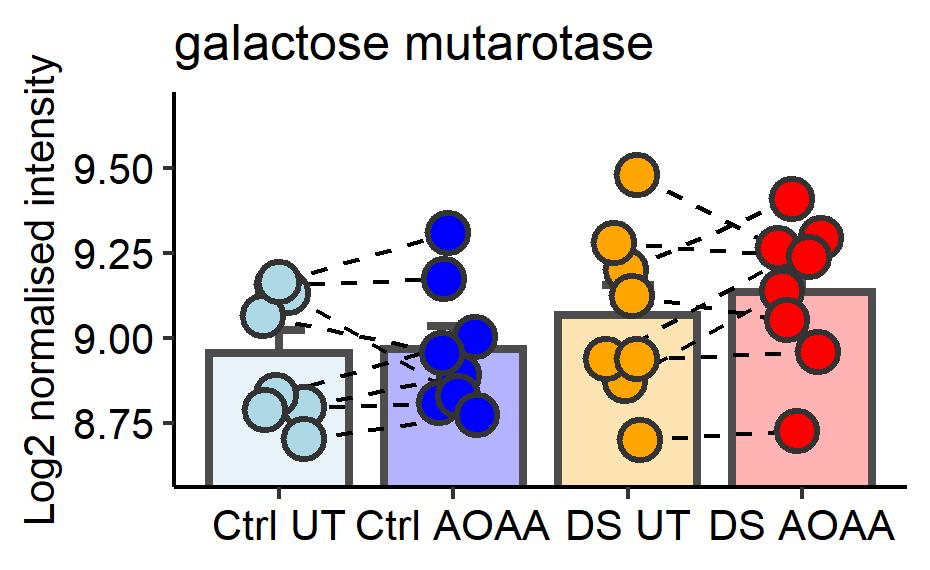 galactose mutarotase
Log2 normalised intensity
9.50
9.25
9.00
8.75
Ctrl UT Ctrl AOAA DS UT DS AOAA